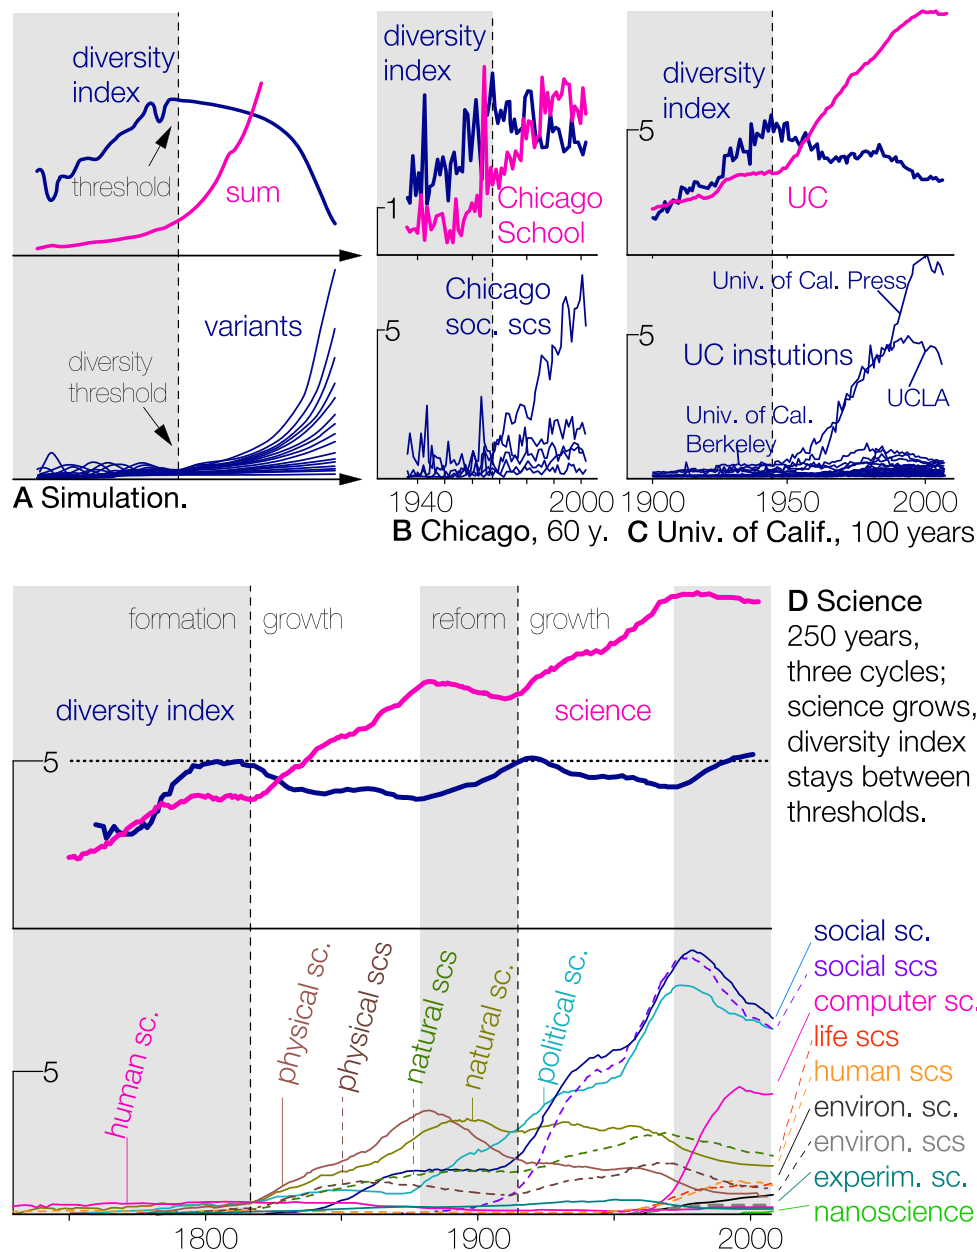 diversity
index
threshold
sum
diversity
index
Chicago
School
1
diversity
index
5
UC
variants
diversity
threshold
A Simulation.
Chicago
soc. scs
5
1940
2000
B Chicago, 60 y.
Univ. of Cal. Press
5
UC instutions
UCLA
Univ. of Cal.
Berkeley
1900
1950
2000
C Univ. of Calif., 100 years
formation
growth
reform
growth
diversity index
science
5
D Science
250 years,
three cycles;
science grows,
diversity index
stays between
thresholds.
human sc.
physical sc.
physical scs
natural scs
natural sc.
political sc.
5
social sc.
social scs
computer sc.
life scs
human scs
environ. sc.
environ. scs
experim. sc.
nanoscience
1800
1900
2000